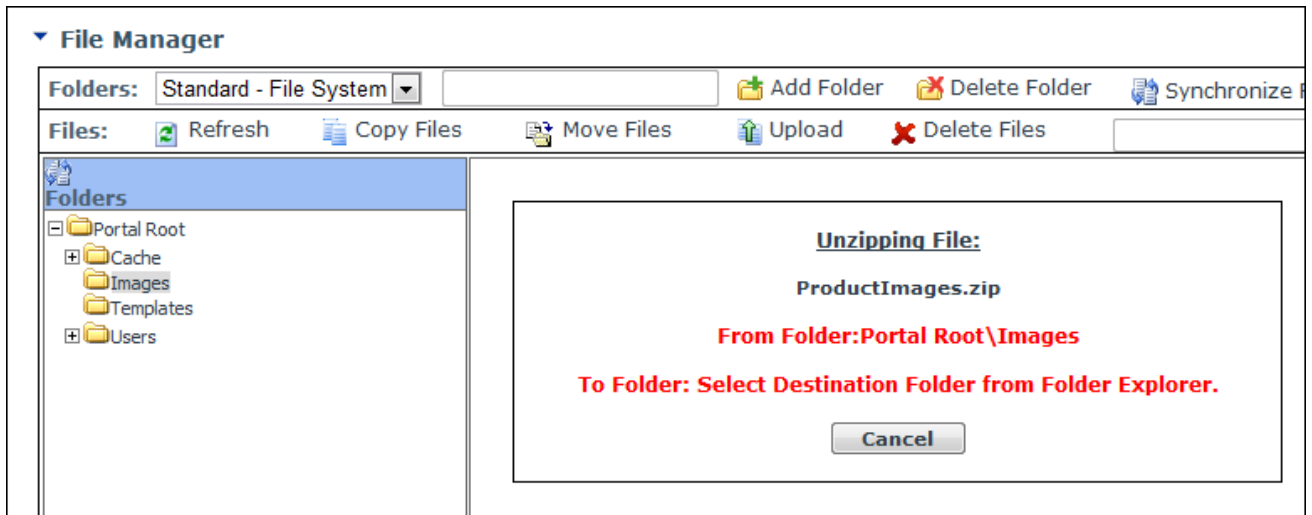 File Manager
Folders: Standard - File System Add Folder Delete Folder Synchronize
Files: Refresh Copy Files Move Files Upload Delete Files
Folders
Portal Root
Cache
Images
Templates
Users
Unzipping File:
ProductImages.zip
From Folder:Portal Root\Images
To Folder: Select Destination Folder from Folder Explorer.
Cancel